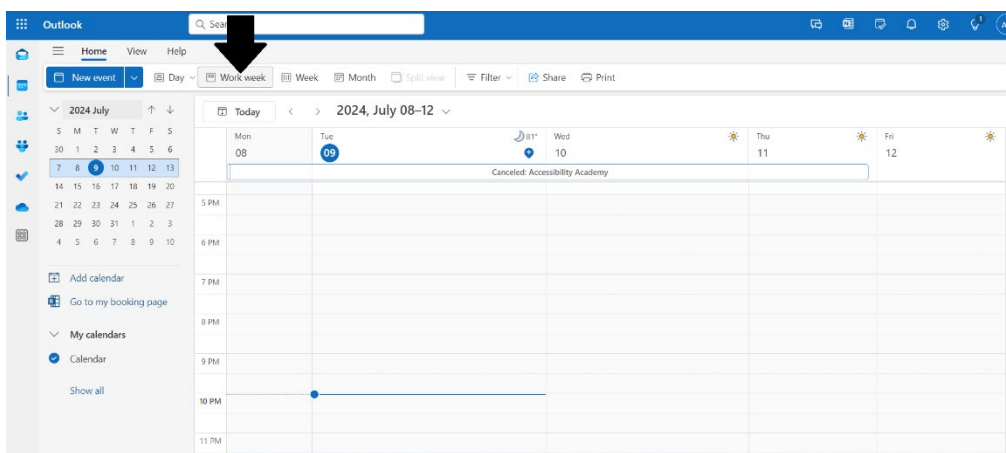 Outlook
Sea
Home View Help
New event Day Work week Week Month Split view Filter Share Print
2024 July
S M T W T F S
30 1 2 3 4 5 6
7 8 9 10 11 12 13
14 15 16 17 18 19 20
21 22 23 24 25 26 27
28 29 30 31 1 2 3
4 5 6 7 8 9 10
Add calendar
Go to my booking page
My calendars
Calendar
Show all
Today 2024, July 08–12
Mon Tue 81° Wed Thu Fri
08 09 10 11 12
Canceled: Accessibility Academy
5 PM
6 PM
7 PM
8 PM
9 PM
10 PM
11 PM